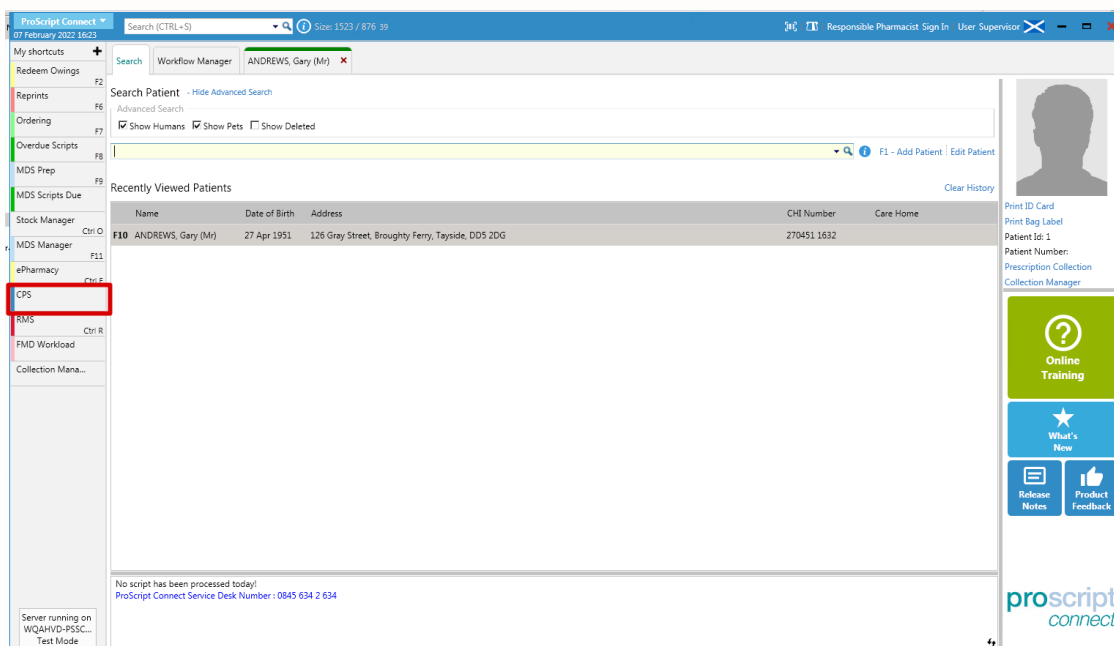 ProScript Connect
07 February 2022 16:23
Search (CTRL+S)
Size: 1523 / 876 39
Responsible Pharmacist Sign In
User Supervisor
My shortcuts
Redeem Owings
F2
Reprints
F6
Ordering
F7
Overdue Scripts
F8
MDS Prep
F9
MDS Scripts Due
Stock Manager
Ctrl O
MDS Manager
F11
ePharmacy
CPS
RMS
Ctrl R
FMD Workload
Collection Mana...
Server running on
WQAHVD-PSSC...
Test Mode
Search
Workflow Manager
ANDREWS, Gary (Mr)
Search Patient - Hide Advanced Search
Advanced Search
Show Humans Show Pets Show Deleted
F1 - Add Patient Edit Patient
Recently Viewed Patients
Clear History
Name Date of Birth Address CHI Number Care Home
F10 ANDREWS, Gary (Mr) 27 Apr 1951 126 Gray Street, Broughty Ferry, Tayside, DD5 2DG 270451 1632
No script has been processed today!
ProScript Connect Service Desk Number : 0845 634 2 634
Print ID Card
Print Bag Label
Patient Id: 1
Patient Number:
Prescription Collection
Collection Manager
Online
Training
What's
New
Release
Notes
Product
Feedback
proscript
connect